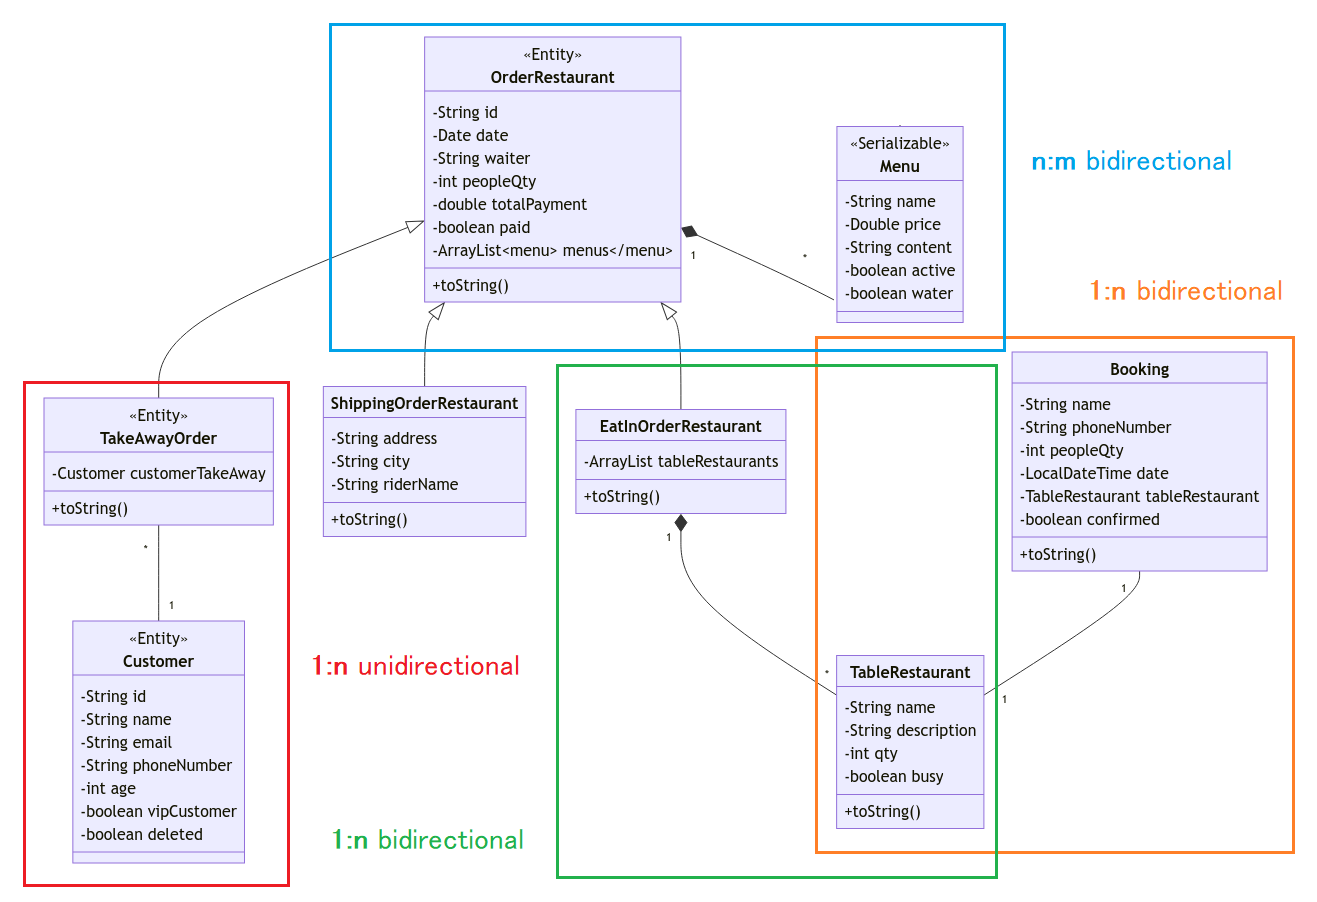 «Entity»
OrderRestaurant
-String id
-Date date
-String waiter
-int peopleQty
-double totalPayment
-boolean paid
-ArrayList<menu> menus</menu>
+toString()
1
*
«Serializable»
Menu
-String name
-Double price
-String content
-boolean active
-boolean water
n:m bidirectional
1:n bidirectional
«Entity»
TakeAwayOrder
-Customer customerTakeAway
+toString()
*
1
«Entity»
Customer
-String id
-String name
-String email
-String phoneNumber
-int age
-boolean vipCustomer
-boolean deleted
1:n unidirectional
ShippingOrderRestaurant
-String address
-String city
-String riderName
+toString()
EatInOrderRestaurant
-ArrayList tableRestaurants
+toString()
1
*
Booking
-String name
-String phoneNumber
-int peopleQty
-LocalDateTime date
-TableRestaurant tableRestaurant
-boolean confirmed
+toString()
1
1
TableRestaurant
-String name
-String description
-int qty
-boolean busy
+toString()
1:n bidirectional